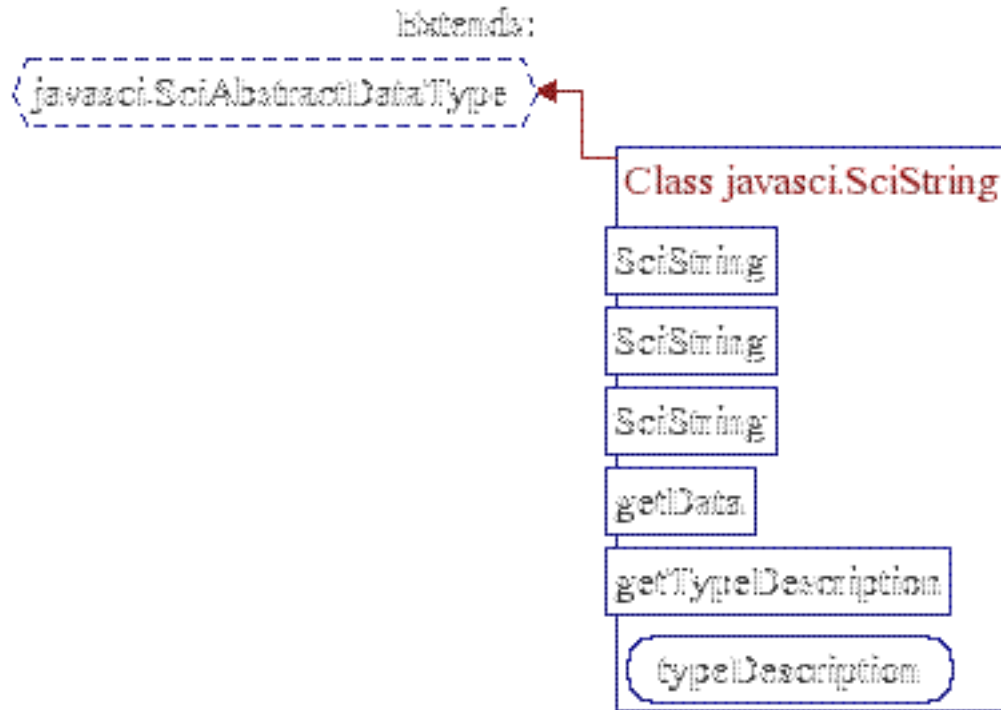 Extends:
javasci.SciAbstractDataType
Class javasci.SciString
SciString
SciString
SciString
getData
getTypeDescription
typeDescription